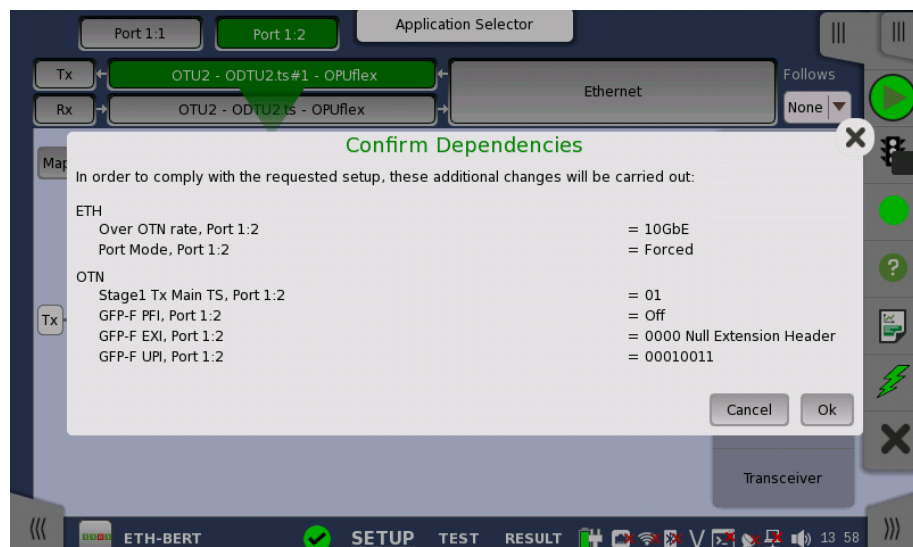 Application Selector
Port 1:1
Port 1:2
Tx
OTU2 - ODTU2.ts#1 - OPUflex
Rx
OTU2 - ODTU2.ts - OPUflex
Ethernet
Follows
None
Confirm Dependencies
In order to comply with the requested setup, these additional changes will be carried out:
ETH
Over OTN rate, Port 1:2 = 10GbE
Port Mode, Port 1:2 = Forced
OTN
Stage1 Tx Main TS, Port 1:2 = 01
GFP-F PFI, Port 1:2 = Off
GFP-F EXI, Port 1:2 = 0000 Null Extension Header
GFP-F UPI, Port 1:2 = 00010011
Tx
Cancel
Ok
Transceiver
ETH-BERT
SETUP
TEST
RESULT
13 58